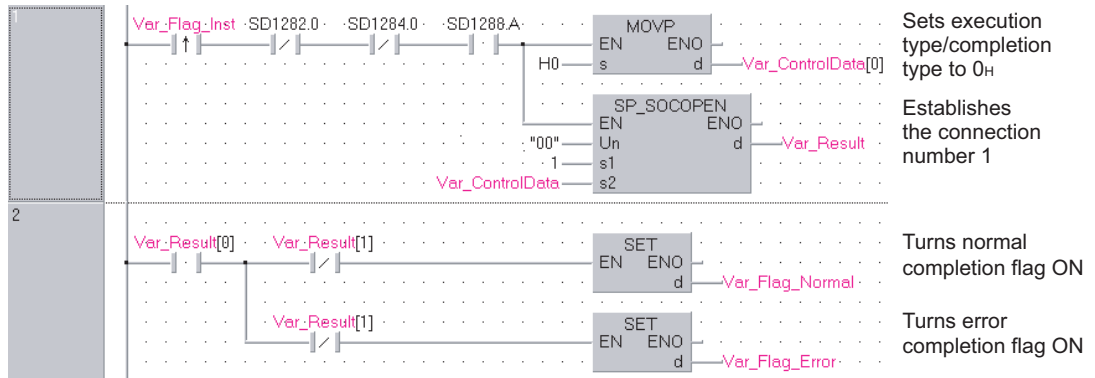 1
Var_Flag_Inst SD1282.0 SD1284.0 SD1288.A
MOVP
EN ENO
H0 s d Var_ControlData[0]
Sets execution
type/completion
type to 0H
SP_SOCOPEN
EN ENO
"00" Un d Var_Result
1 s1
Var_ControlData s2
Establishes
the connection
number 1
2
Var_Result[0] Var_Result[1]
SET
EN ENO
d Var_Flag_Normal
Turns normal
completion flag ON
Var_Result[1]
SET
EN ENO
d Var_Flag_Error
Turns error
completion flag ON